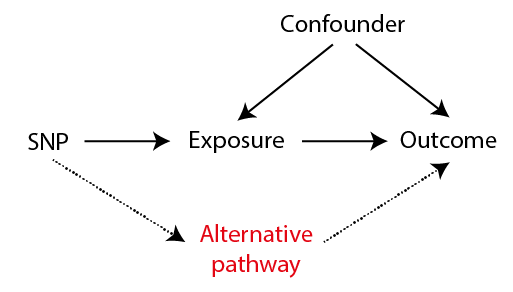 Confounder
SNP
Exposure
Outcome
Alternative
pathway